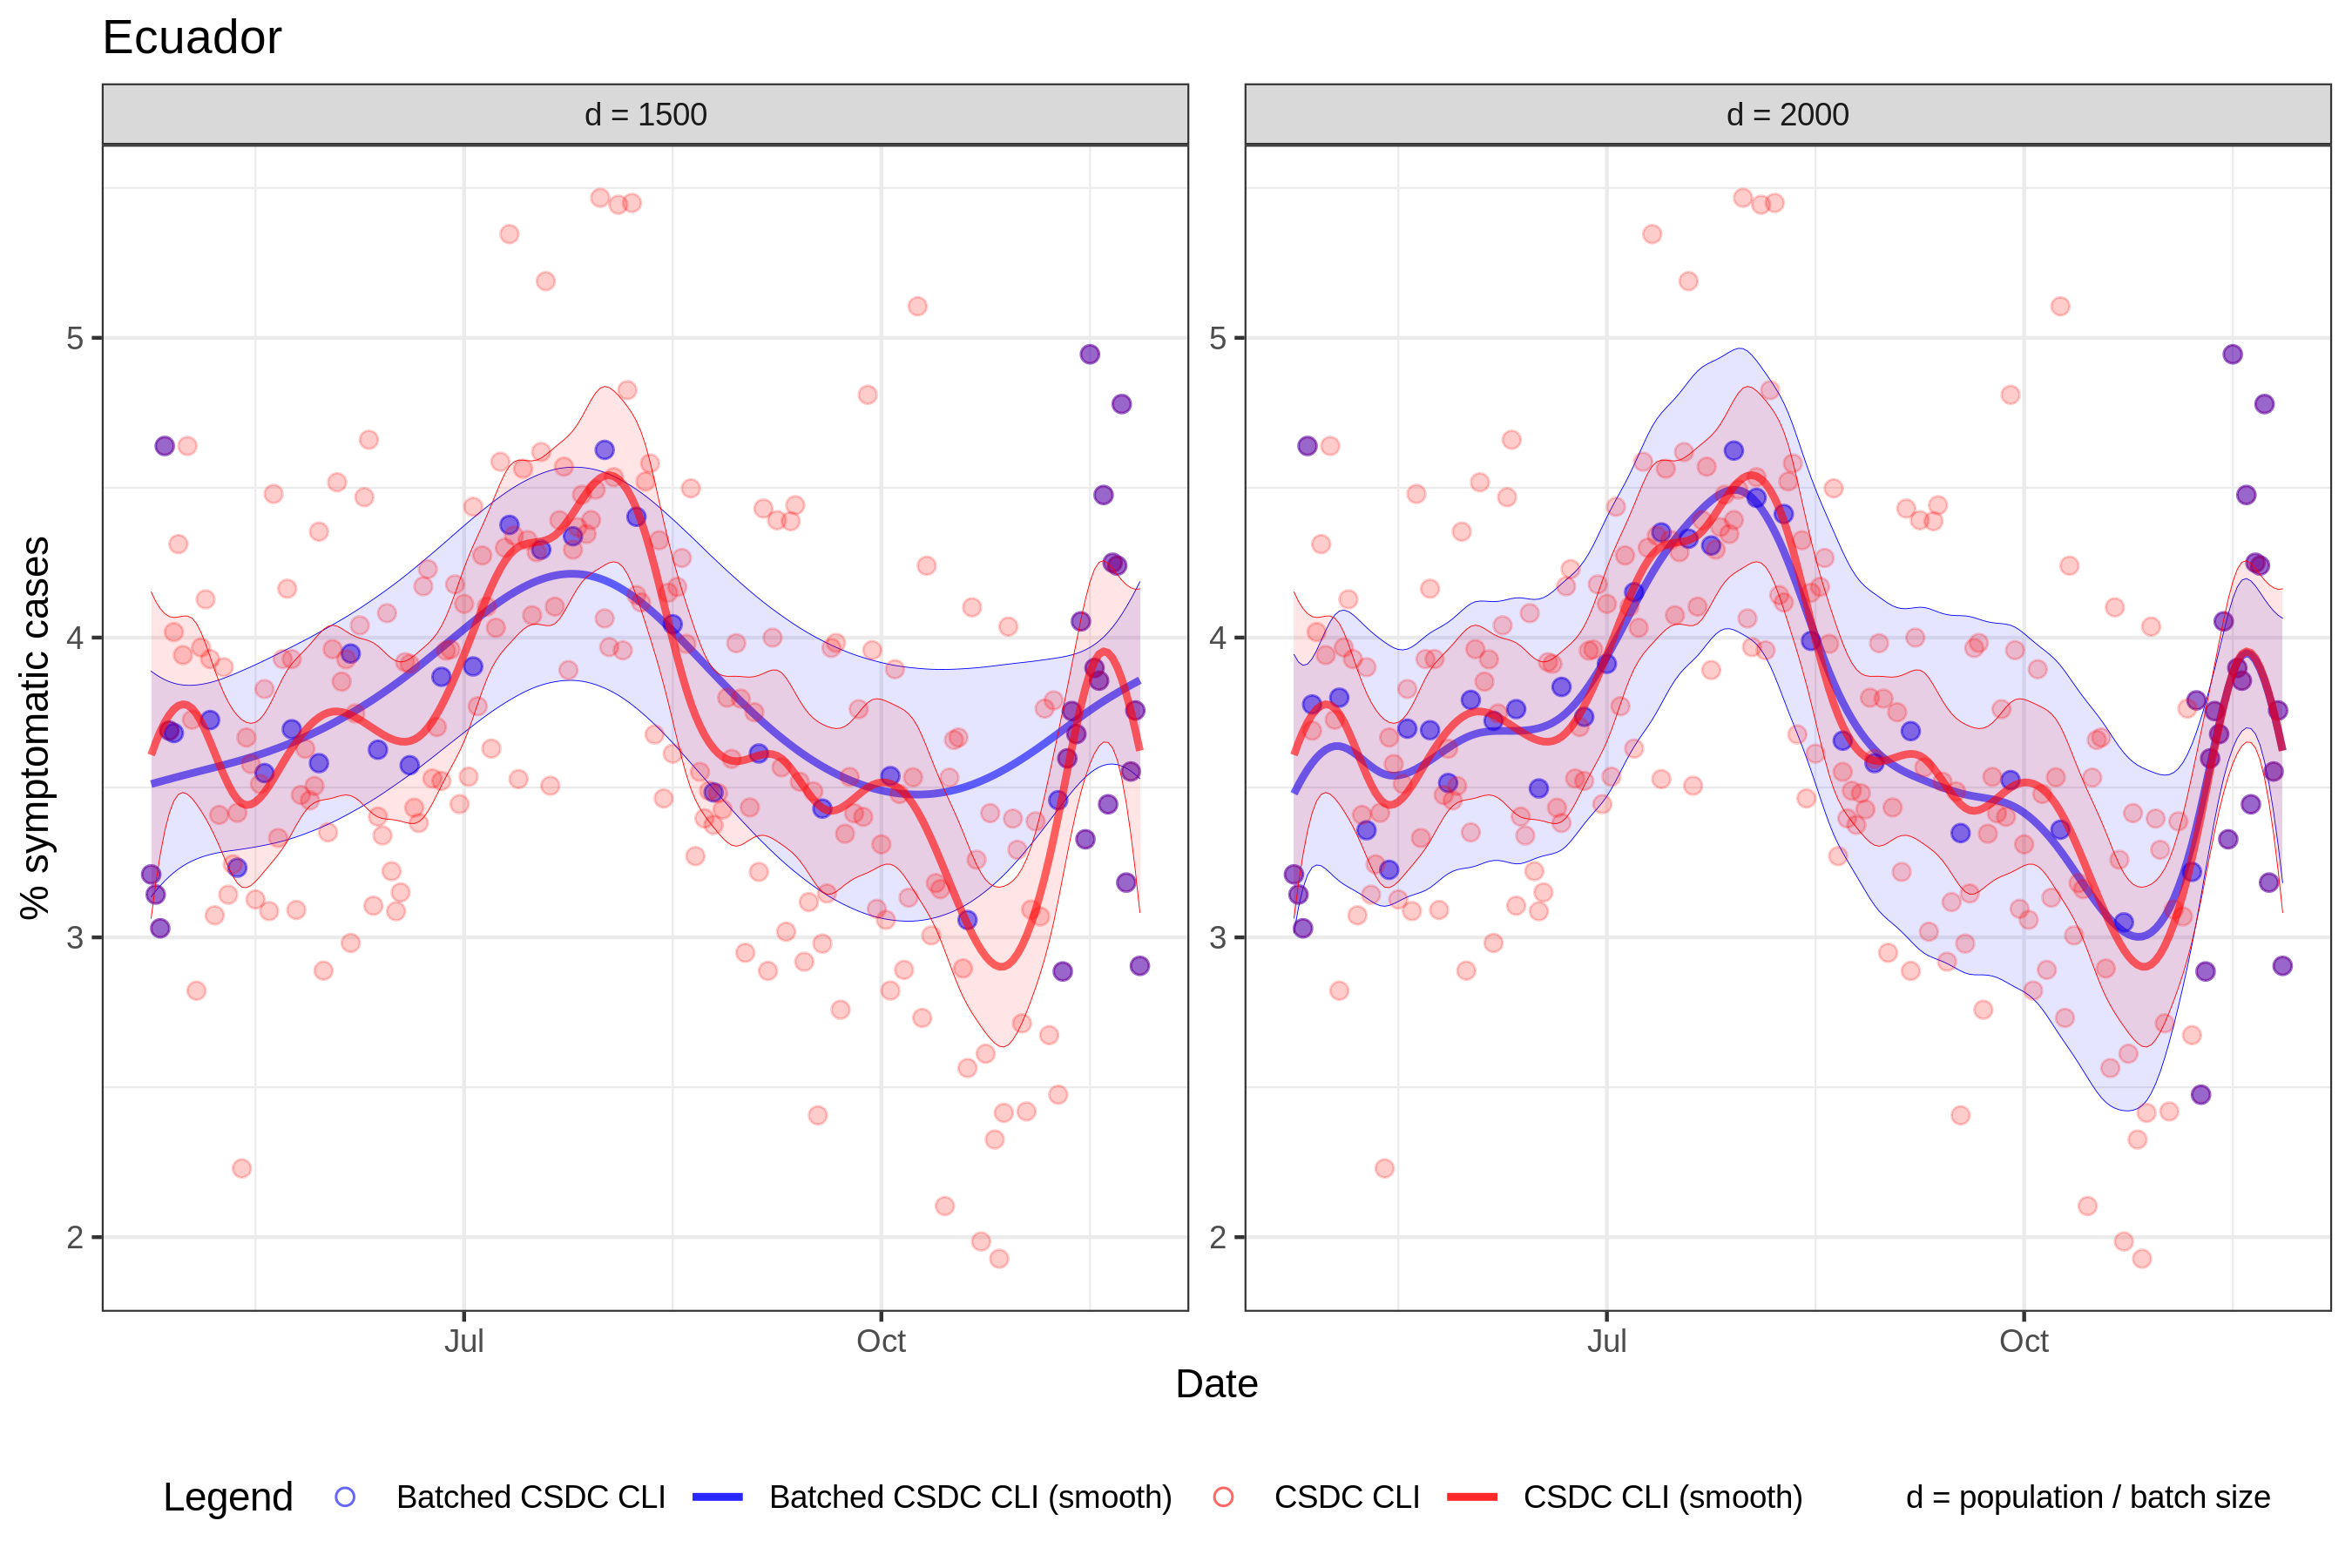 Ecuador
d = 1500
d = 2000
% symptomatic cases
5
4
3
2
5
4
3
2
Jul
Oct
Jul
Oct
Date
Legend
Batched CSDC CLI
Batched CSDC CLI (smooth)
CSDC CLI
CSDC CLI (smooth)
d = population / batch size